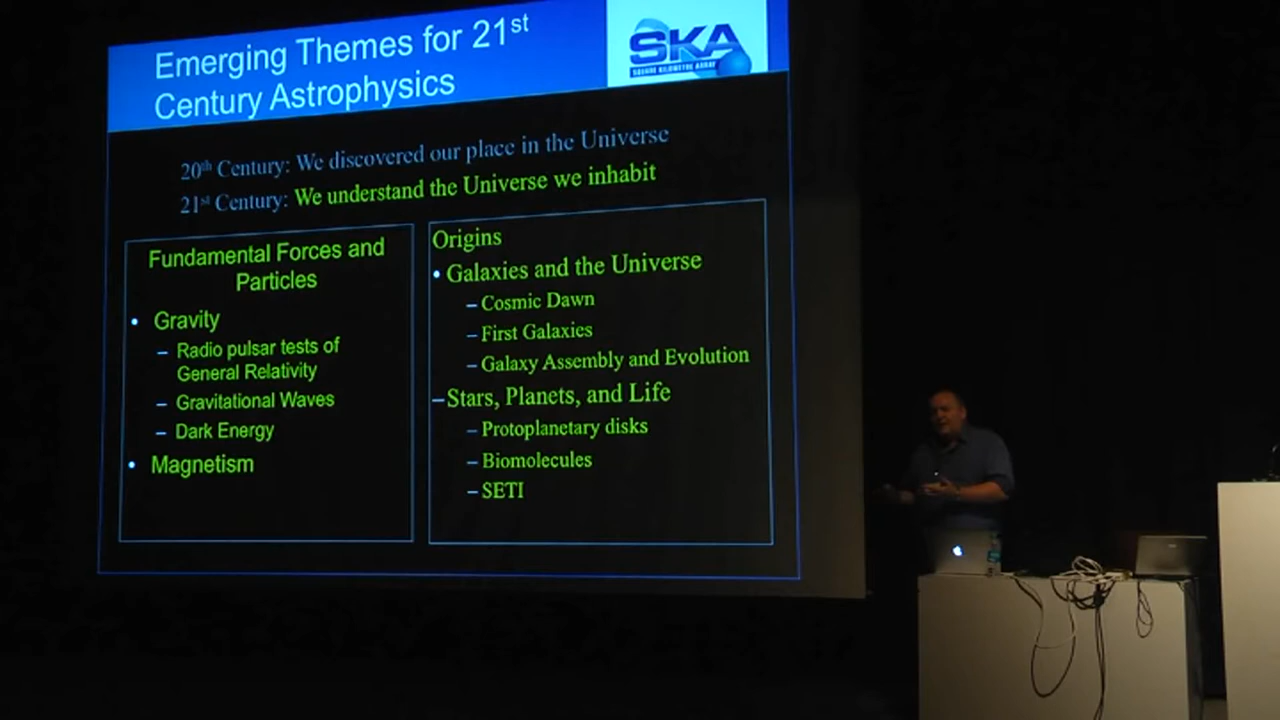 Emerging Themes for 21st
Century Astrophysics
SKA
SQUARE KILOMETRE ARRAY
20th Century: We discovered our place in the Universe
21st Century: We understand the Universe we inhabit
Fundamental Forces and
Particles
• Gravity
– Radio pulsar tests of
General Relativity
– Gravitational Waves
– Dark Energy
• Magnetism
Origins
• Galaxies and the Universe
– Cosmic Dawn
– First Galaxies
– Galaxy Assembly and Evolution
– Stars, Planets, and Life
– Protoplanetary disks
– Biomolecules
– SETI